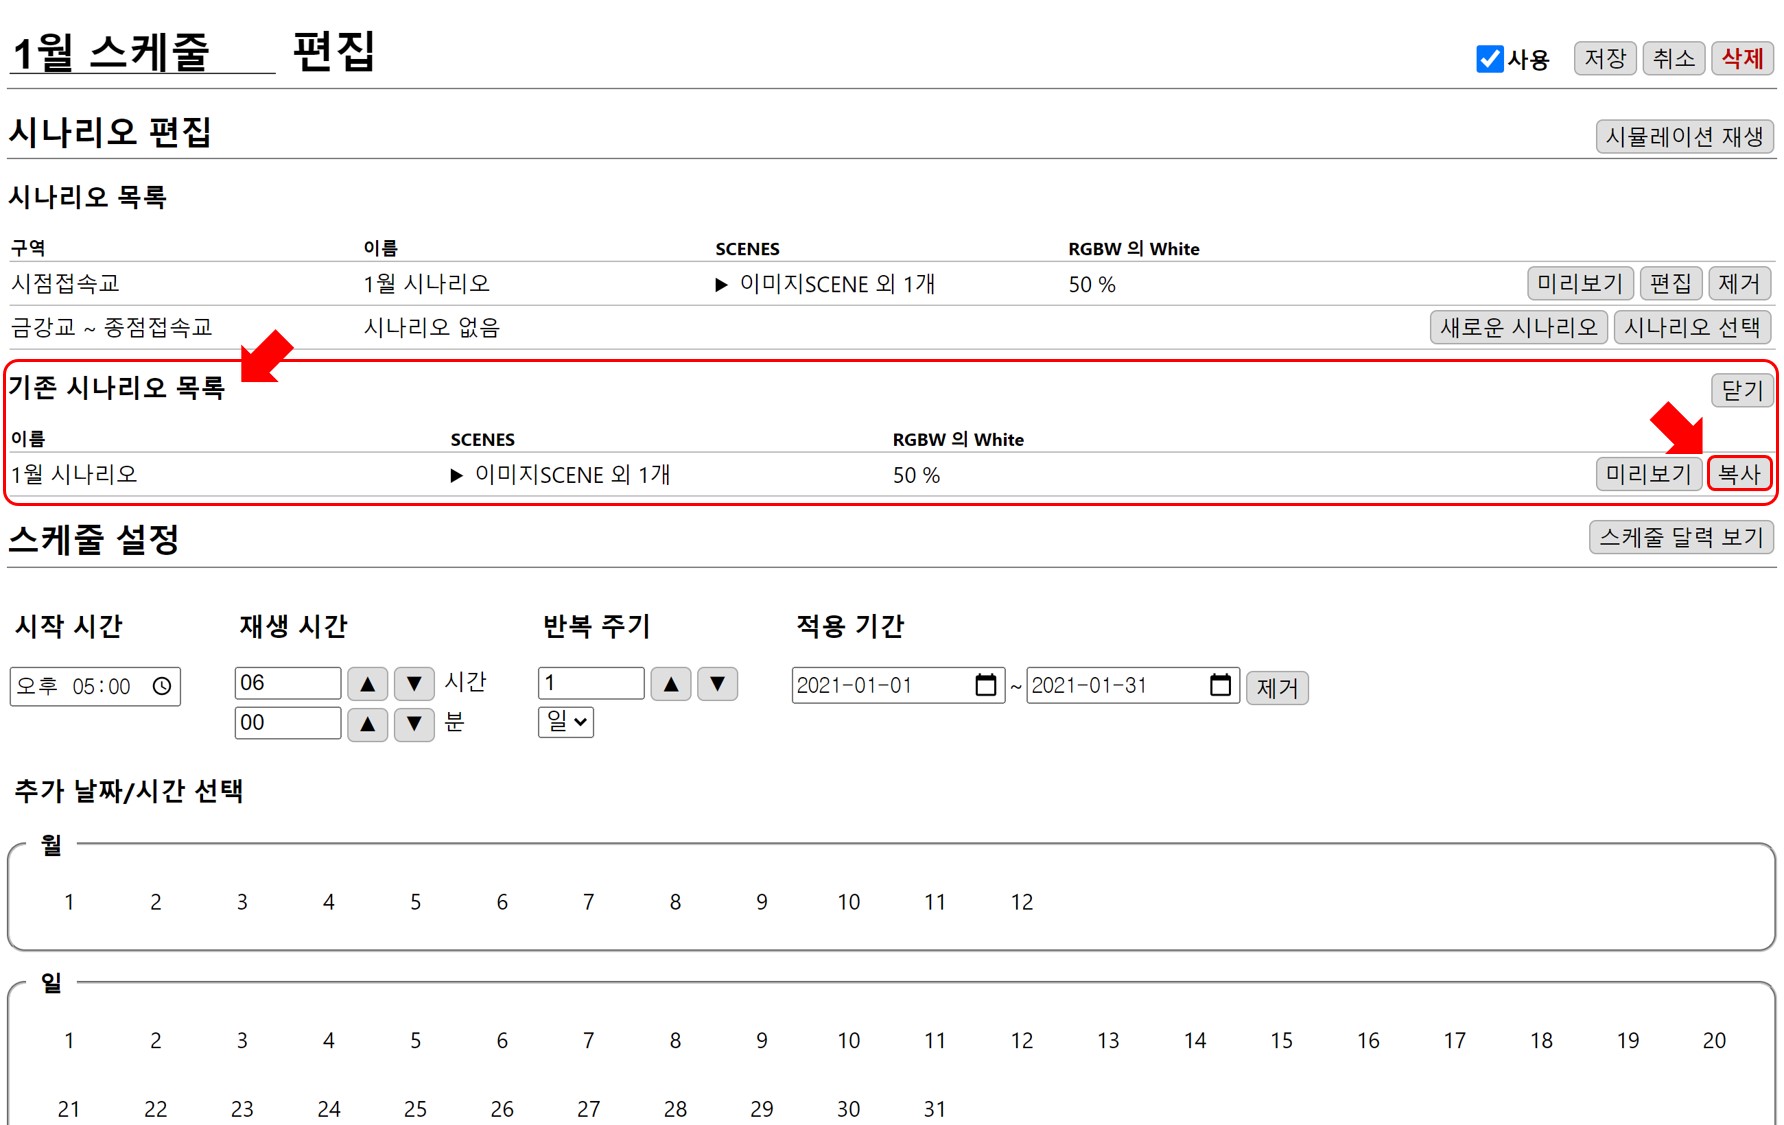 1월 스케줄 편집
사용 저장 취소 삭제
시나리오 편집
시뮬레이션 재생
시나리오 목록
구역 이름 SCENES RGBW 의 White
시점접속교 1월 시나리오 ▶ 이미지SCENE 외 1개 50 % 미리보기 편집 제거
금강교 ~ 종점접속교 시나리오 없음 새로운 시나리오 시나리오 선택
기존 시나리오 목록 닫기
이름 SCENES RGBW 의 White
1월 시나리오 ▶ 이미지SCENE 외 1개 50 % 미리보기 복사
스케줄 설정 스케줄 달력 보기
시작 시간 재생 시간 반복 주기 적용 기간
오후 05:00 06 ▲ ▼ 시간 1 ▲ ▼ 2021-01-01 ~ 2021-01-31 제거
00 ▲ ▼ 분 일
추가 날짜/시간 선택
월
1 2 3 4 5 6 7 8 9 10 11 12
일
1 2 3 4 5 6 7 8 9 10 11 12 13 14 15 16 17 18 19 20
21 22 23 24 25 26 27 28 29 30 31